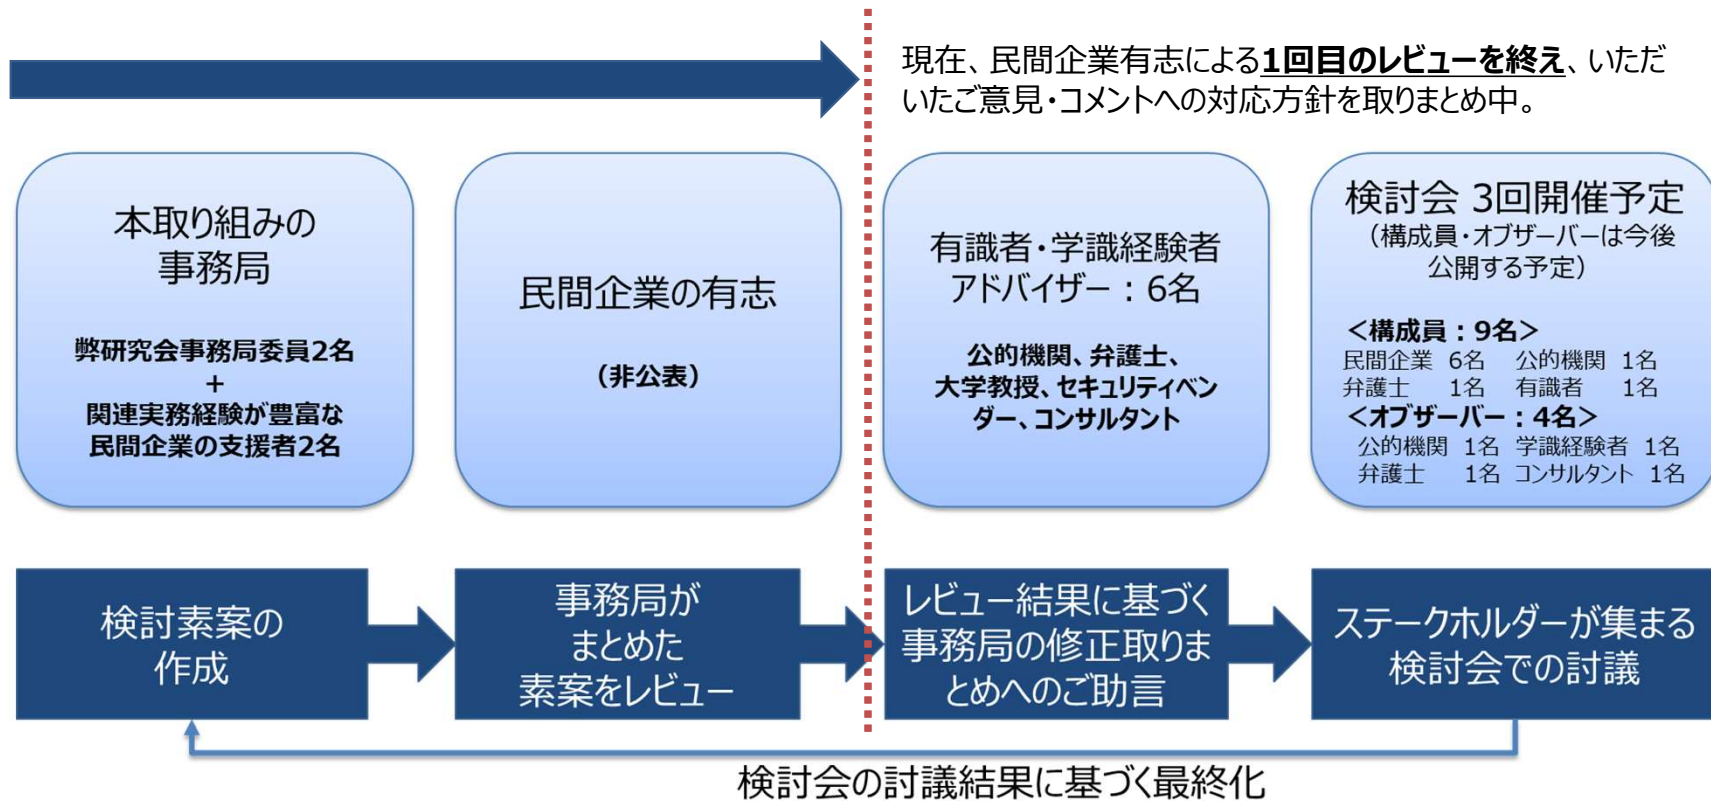 現在、民間企業有志による1回目のレビューを終え、いただ
いたご意見・コメントへの対応方針を取りまとめ中。
本取り組みの
事務局
弊研究会事務局委員2名
+
関連実務経験が豊富な
民間企業の支援者2名
民間企業の有志
（非公表）
有識者・学識経験者
アドバイザー：6名
公的機関、弁護士、
大学教授、セキュリティベン
ダー、コンサルタント
検討会 3回開催予定
（構成員・オブザーバーは今後
公開する予定）
＜構成員：9名＞
民間企業 6名 公的機関 1名
弁護士 1名 有識者 1名
＜オブザーバー：4名＞
公的機関 1名 学識経験者 1名
弁護士 1名 コンサルタント 1名
検討素案の
作成
事務局が
まとめた
素案をレビュー
レビュー結果に基づく
事務局の修正取りま
とめへのご助言
ステークホルダーが集まる
検討会での討議
検討会の討議結果に基づく最終化